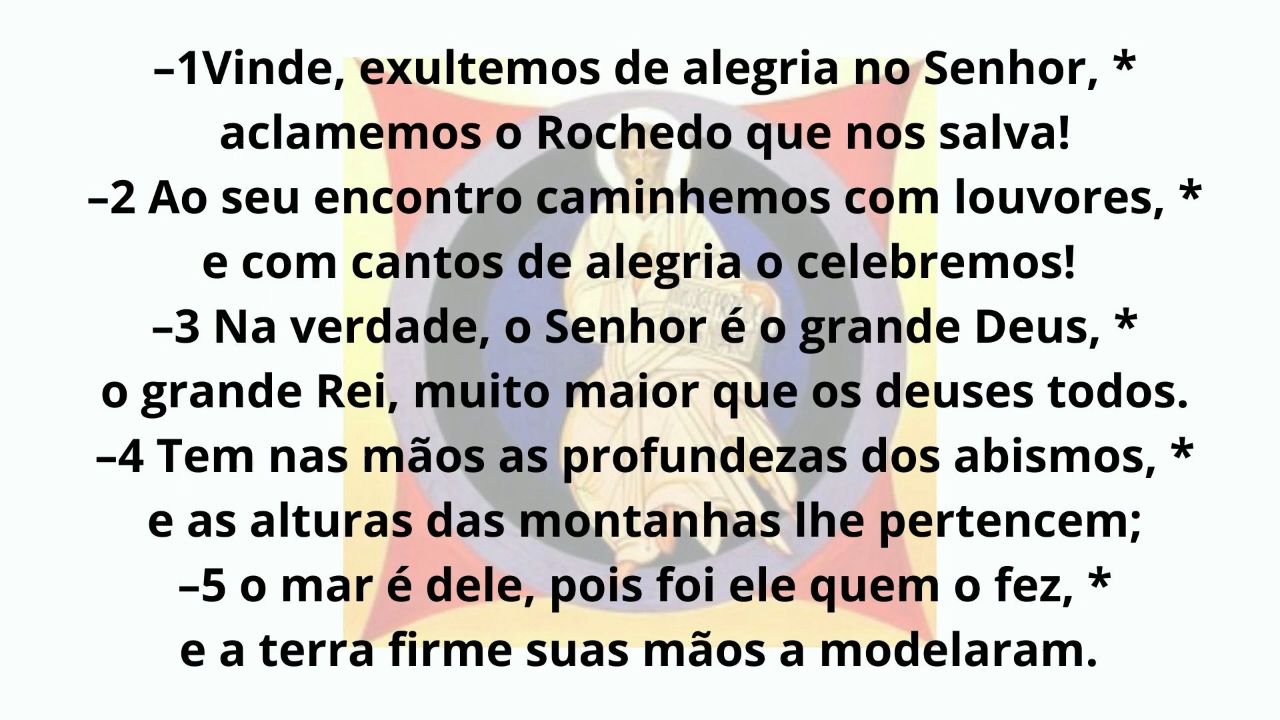 –1Vinde, exultemos de alegria no Senhor, *
aclamemos o Rochedo que nos salva!
–2 Ao seu encontro caminhemos com louvores, *
e com cantos de alegria o celebremos!
–3 Na verdade, o Senhor é o grande Deus, *
o grande Rei, muito maior que os deuses todos.
–4 Tem nas mãos as profundezas dos abismos, *
e as alturas das montanhas lhe pertencem;
–5 o mar é dele, pois foi ele quem o fez, *
e a terra firme suas mãos a modelaram.